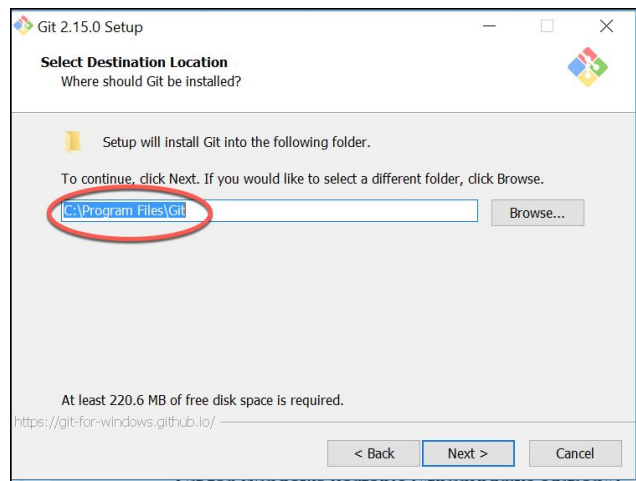 Git 2.15.0 Setup
Select Destination Location
Where should Git be installed?
Setup will install Git into the following folder.
To continue, click Next. If you would like to select a different folder, click Browse.
C:\Program Files\Git
Browse...
At least 220.6 MB of free disk space is required.
https://git-for-windows.github.io/
< Back
Next >
Cancel